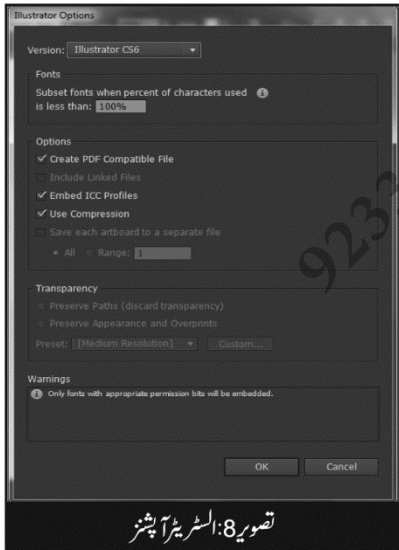 Illustrator Options
Version: Illustrator CS6
Fonts
Subset fonts when percent of characters used
is less than: 100%
Options
Create PDF Compatible File
Include Linked Files
Embed ICC Profiles
Use Compression
Save each artboard to a separate file
All Range: 1
Transparency
Preserve Paths (discard transparency)
Preserve Appearance and Overprints
Preset: [Medium Resolution] Custom...
Warnings
Only fonts with appropriate permission bits will be embedded.
OK Cancel
تصویر8:السٹریٹر آپشنز
9233